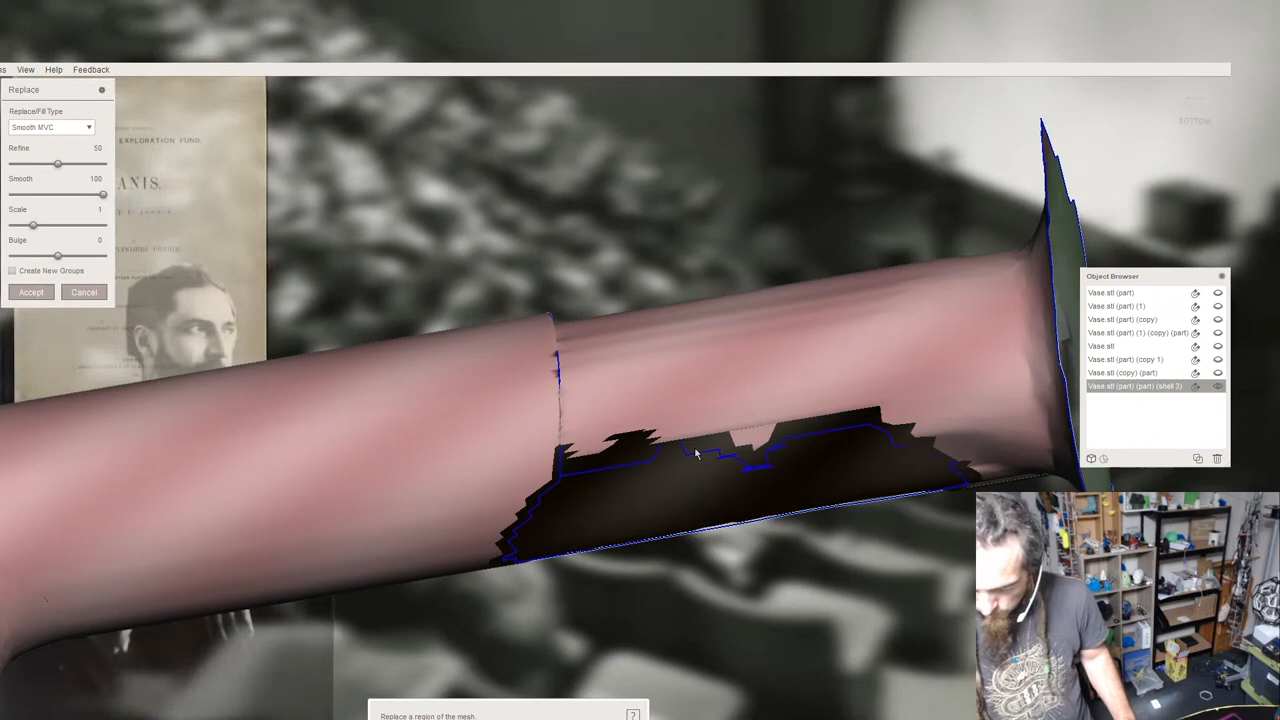 View Help Feedback
Replace
Replace/Fill Type
Smooth MVC
Refine 50
Smooth 100
Scale 1
Bulge 0
Create New Groups
Accept Cancel
EXPLORATION FUND.
ANIS.
BOTTOM.
Object Browser
Vase.stl (part)
Vase.stl (part) (1)
Vase.stl (part) (copy)
Vase.stl (part) (1) (copy) (part)
Vase.stl
Vase.stl (part) (copy 1)
Vase.stl (copy) (part)
Vase.stl (part) (part) (shell 3)
Replace a region of the mesh.
?